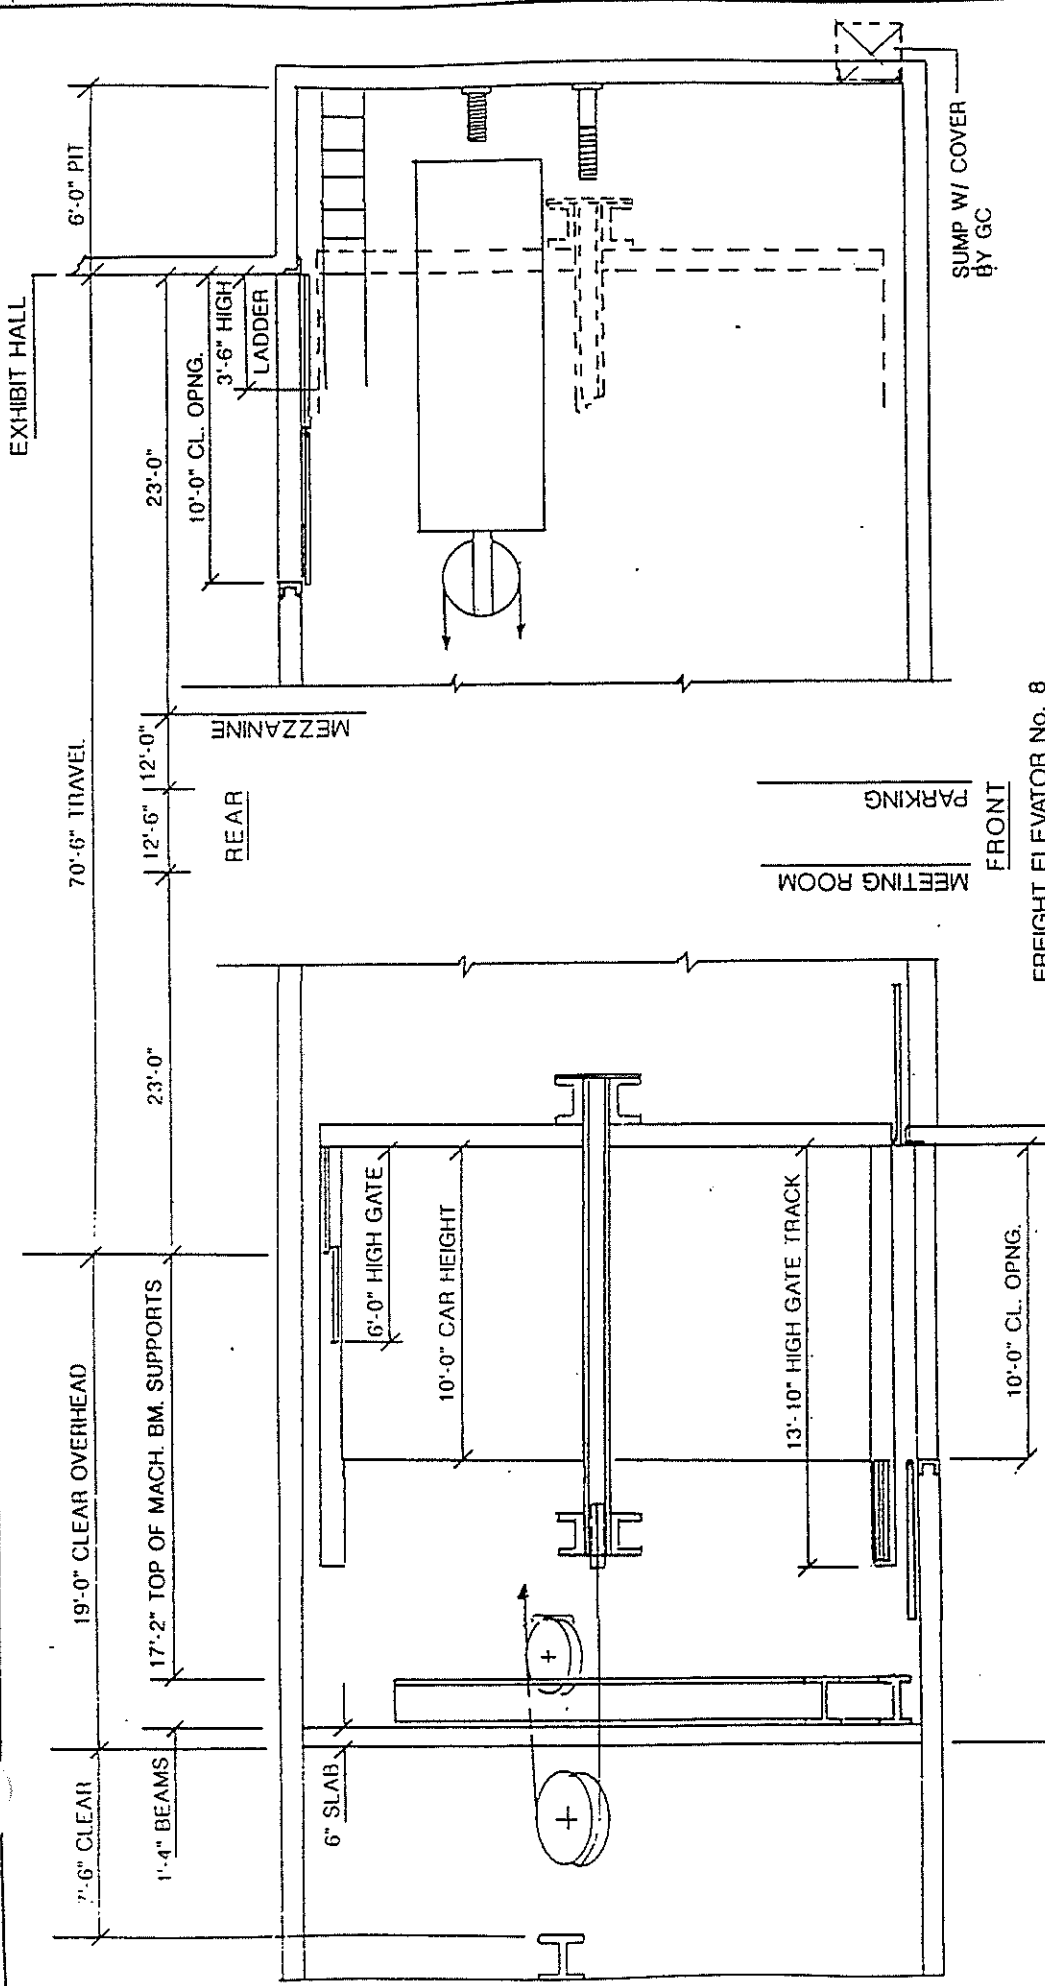 EXHIBIT HALL
6'-0" PIT
70'-6" TRAVEL
19'-0" CLEAR OVERHEAD
7'-6" CLEAR
23'-0"
12'-0"
12'-6"
23'-0"
17'-2" TOP OF MACH. BM. SUPPORTS
1'-4" BEAMS
10'-0" CL. OPNG.
3'-6" HIGH
LADDER
MEZZANINE
REAR
6" SLAB
6'-0" HIGH GATE
10'-0" CAR HEIGHT
13'-10" HIGH GATE TRACK
PARKING
MEETING ROOM
FRONT
10'-0" CL. OPNG.
SUMP W/ COVER
BY GC
FREIGHT ELEVATOR No. 8